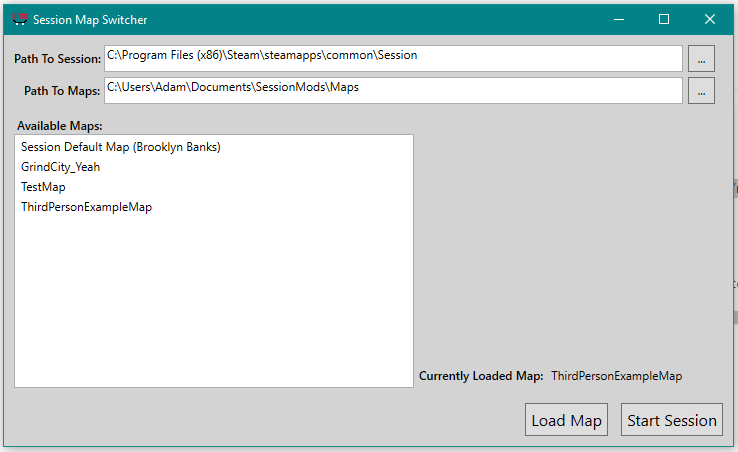 Session Map Switcher
Path To Session: C:\Program Files (x86)\Steam\steamapps\common\Session ...
Path To Maps: C:\Users\Adam\Documents\SessionMods\Maps ...
Available Maps:
Session Default Map (Brooklyn Banks)
GrindCity_Yeah
TestMap
ThirdPersonExampleMap
Currently Loaded Map: ThirdPersonExampleMap
Load Map Start Session